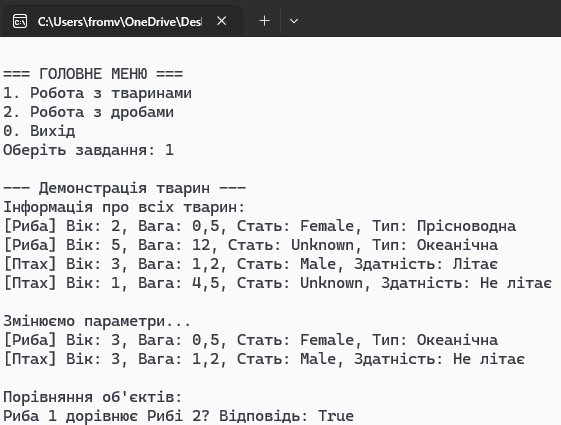 C:\Users\fromv\OneDrive\Des
=== ГОЛОВНЕ МЕНЮ ===
1. Робота з тваринами
2. Робота з дробами
0. Вихід
Оберіть завдання: 1
--- Демонстрація тварин ---
Інформація про всіх тварин:
[Риба] Вік: 2, Вага: 0,5, Стать: Female, Тип: Прісноводна
[Риба] Вік: 5, Вага: 12, Стать: Unknown, Тип: Океанічна
[Птах] Вік: 3, Вага: 1,2, Стать: Male, Здатність: Літає
[Птах] Вік: 1, Вага: 4,5, Стать: Unknown, Здатність: Не літає
Змінюємо параметри...
[Риба] Вік: 3, Вага: 0,5, Стать: Female, Тип: Океанічна
[Птах] Вік: 3, Вага: 1,2, Стать: Male, Здатність: Не літає
Порівняння об'єктів:
Риба 1 дорівнює Рибі 2? Відповідь: True